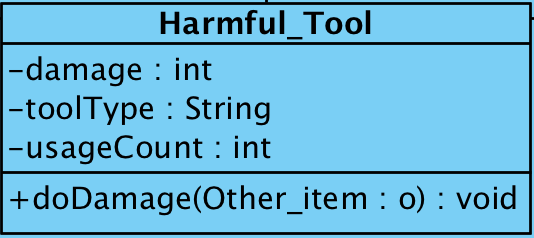 Harmful_Tool
-damage : int
-toolType : String
-usageCount : int
+doDamage(Other_item : o) : void